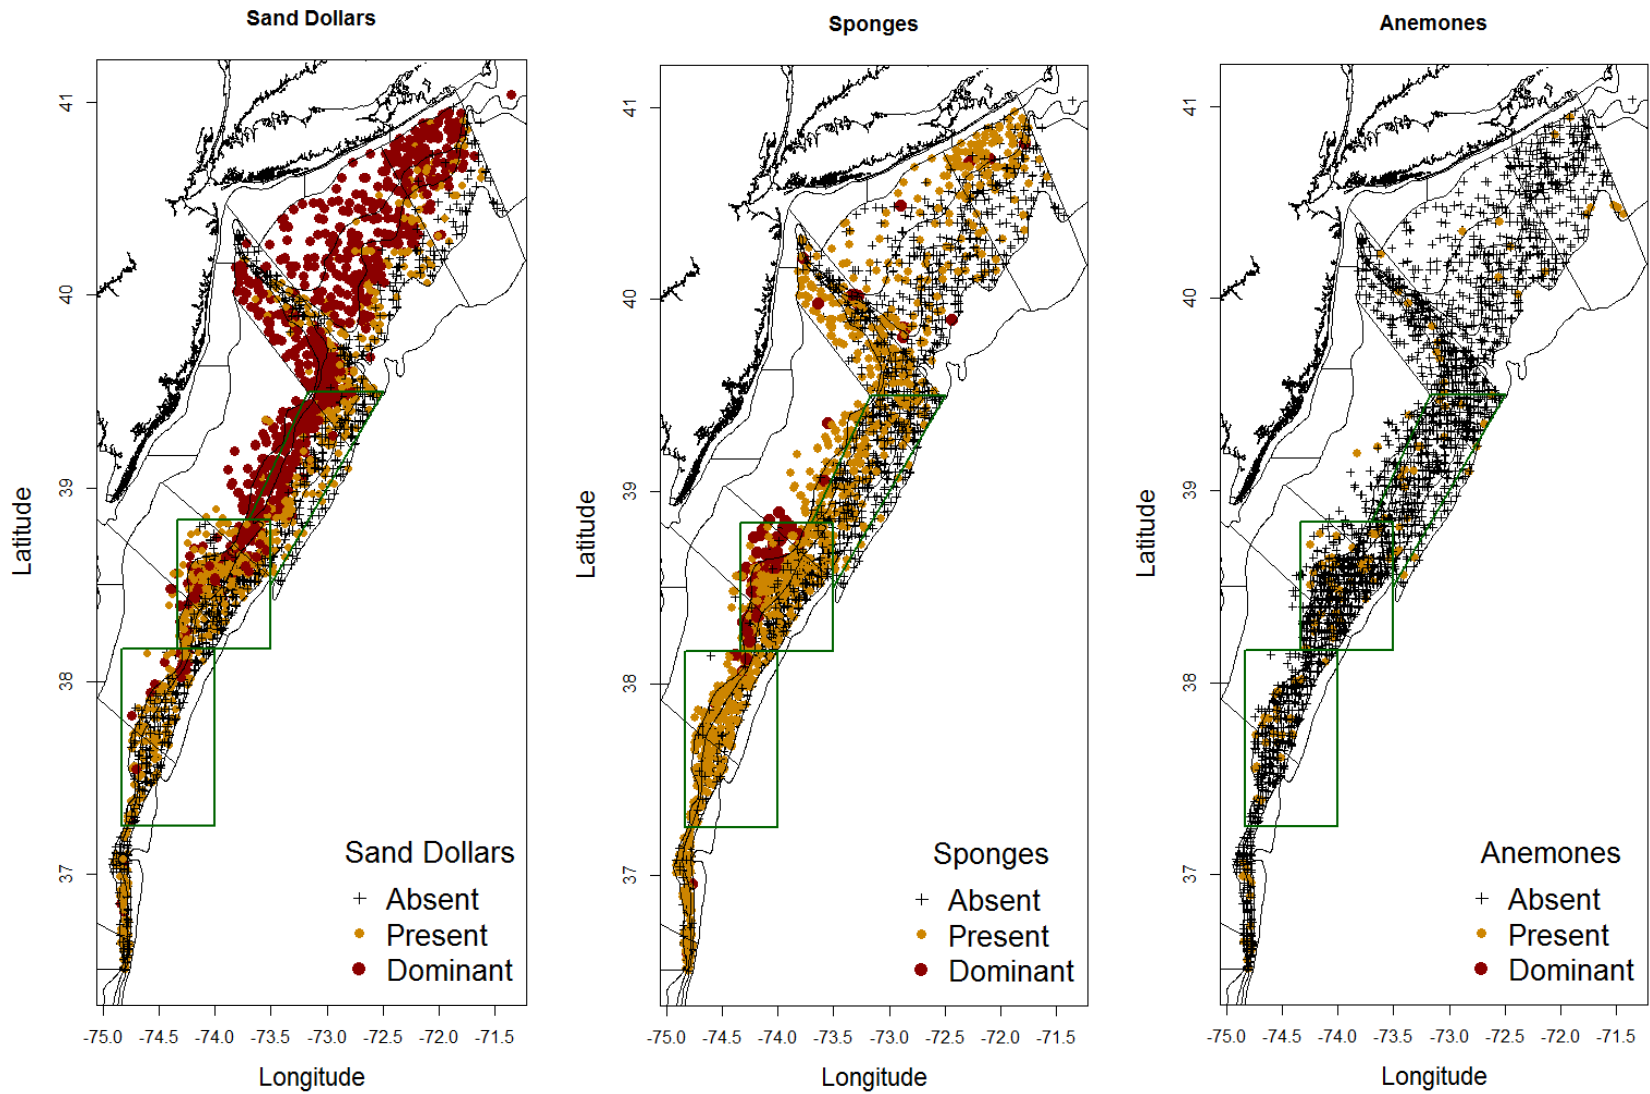 Sand Dollars
41
40
39
38
37
Latitude
Sand Dollars
Absent
Present
Dominant
-75.0 -74.5 -74.0 -73.5 -73.0 -72.5 -72.0 -71.5
Longitude
Sponges
41
40
39
38
37
Latitude
Sponges
Absent
Present
Dominant
-75.0 -74.5 -74.0 -73.5 -73.0 -72.5 -72.0 -71.5
Longitude
Anemones
41
40
39
38
37
Latitude
Anemones
Absent
Present
Dominant
-75.0 -74.5 -74.0 -73.5 -73.0 -72.5 -72.0 -71.5
Longitude